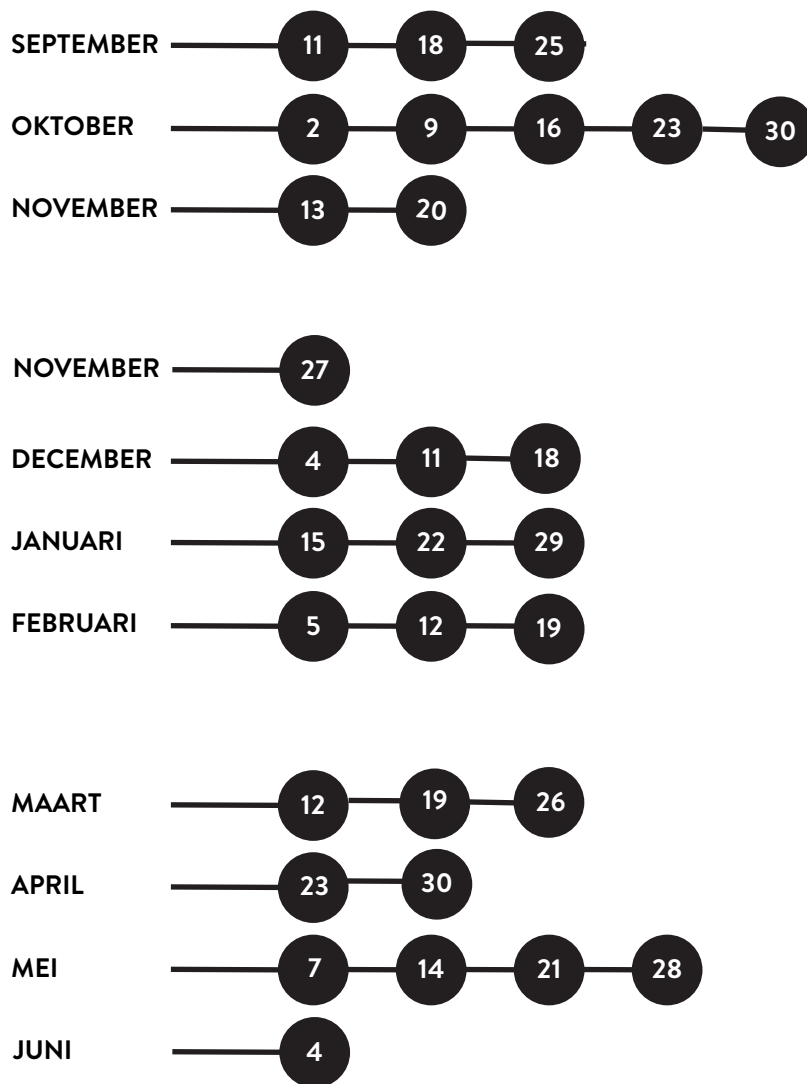 SEPTEMBER 11 18 25
OKTOBER 2 9 16 23 30
NOVEMBER 13 20
NOVEMBER 27
DECEMBER 4 11 18
JANUARI 15 22 29
FEBRUARI 5 12 19
MAART 12 19 26
APRIL 23 30
MEI 7 14 21 28
JUNI 4